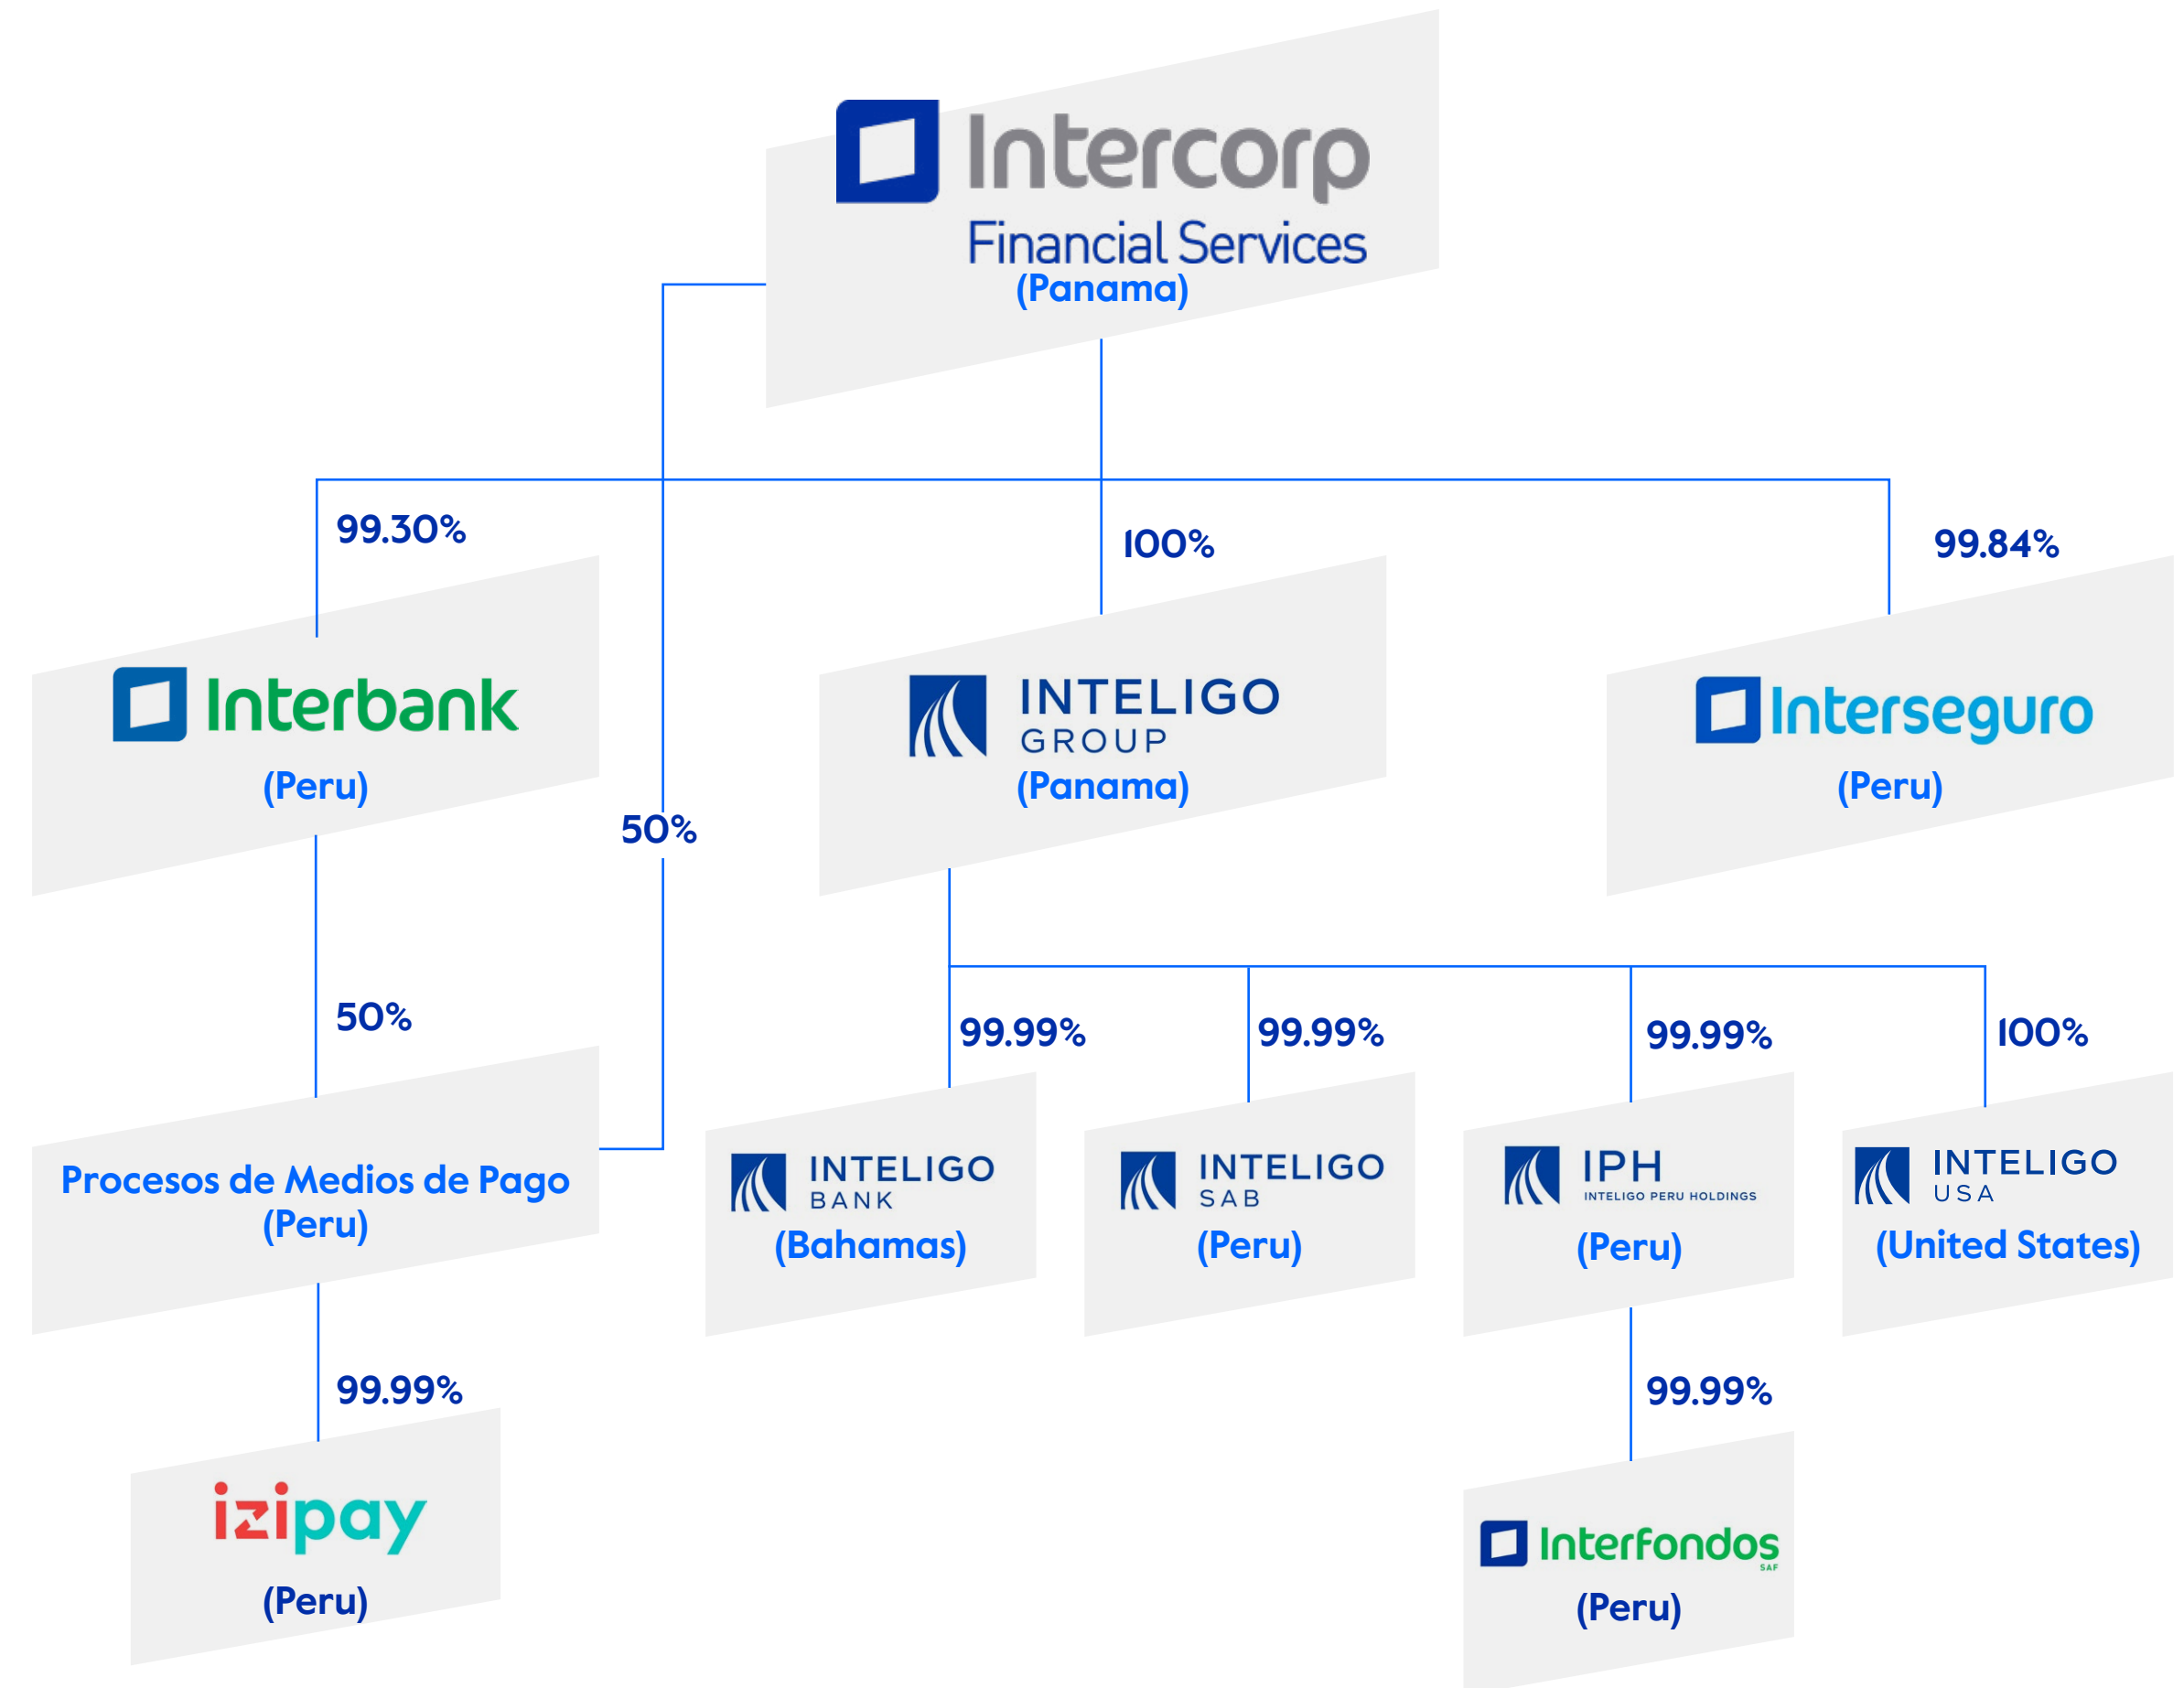 Intercorp
Financial Services
(Panama)
99.30%
100%
99.84%
Interbank
(Peru)
INTELIGO
GROUP
(Panama)
Interseguro
(Peru)
50%
50%
99.99%
99.99%
99.99%
100%
Procesos de Medios de Pago
(Peru)
INTELIGO
BANK
(Bahamas)
INTELIGO
SAB
(Peru)
IPH
INTELIGO PERU HOLDINGS
(Peru)
INTELIGO
USA
(United States)
99.99%
99.99%
izipay
(Peru)
Interfondos
SAF
(Peru)